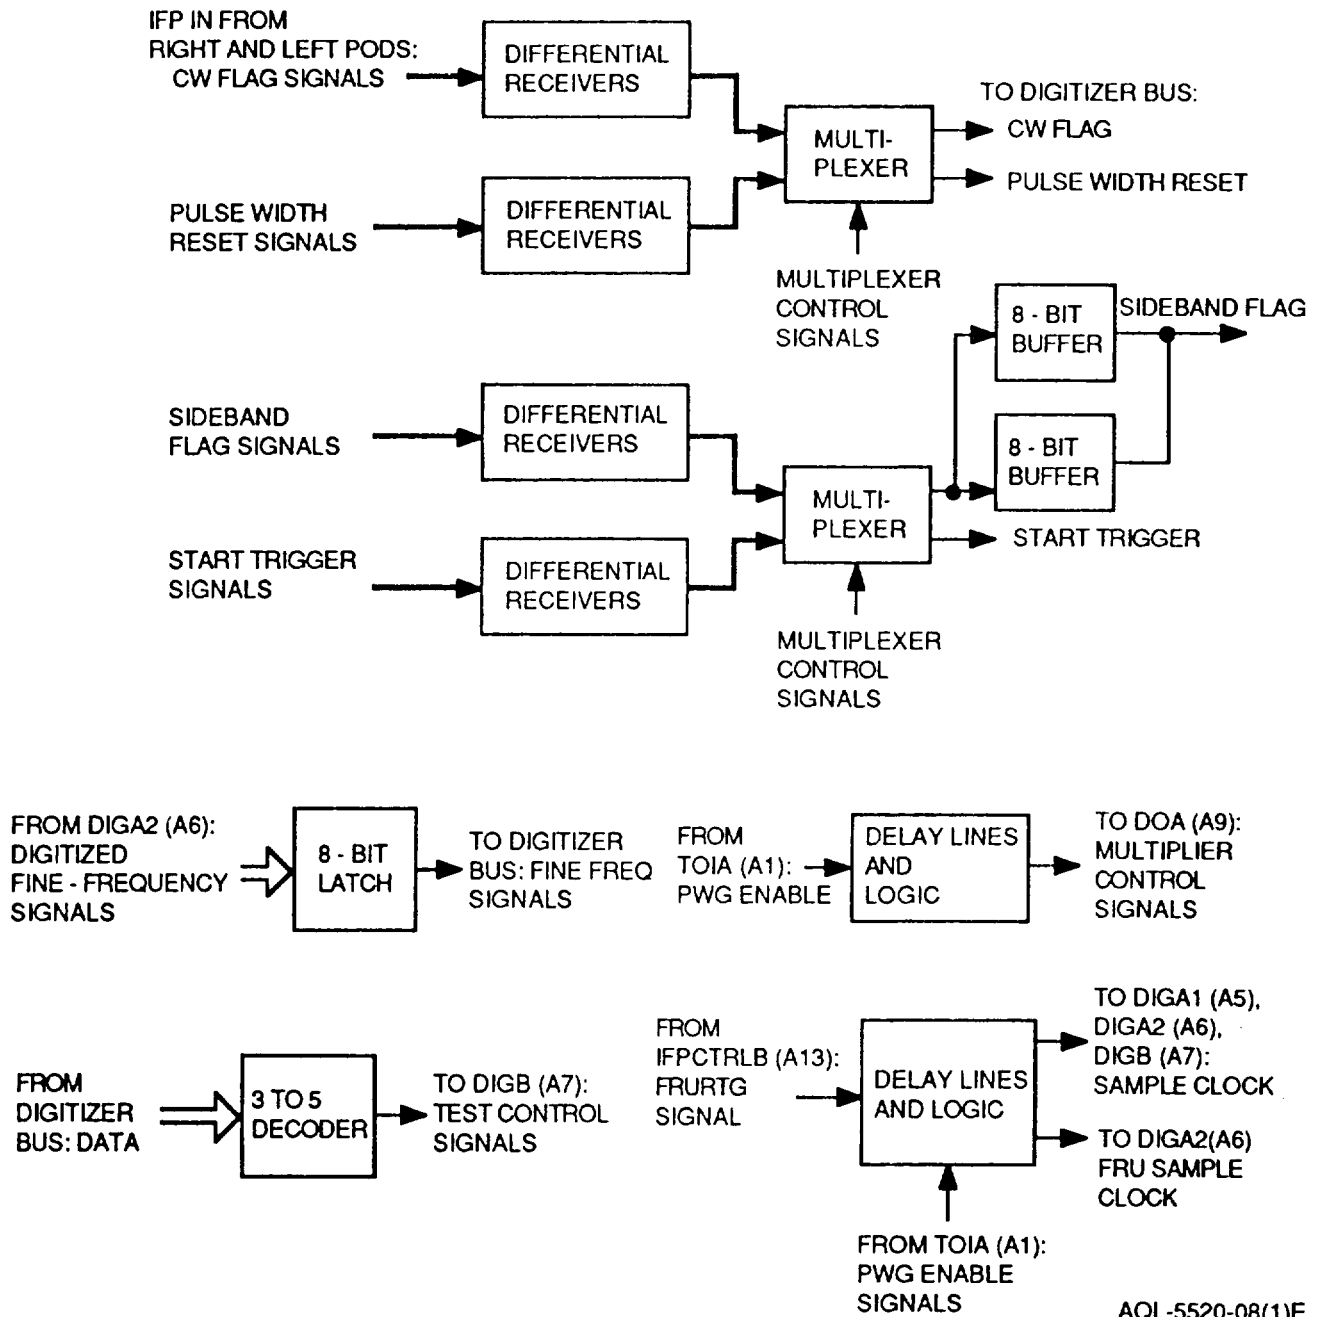 IFP IN FROM
RIGHT AND LEFT PODS:
CW FLAG SIGNALS
DIFFERENTIAL
RECEIVERS
MULTI-
PLEXER
TO DIGITIZER BUS:
CW FLAG
PULSE WIDTH RESET
PULSE WIDTH
RESET SIGNALS
DIFFERENTIAL
RECEIVERS
MULTIPLEXER
CONTROL
SIGNALS
8 - BIT
BUFFER
SIDEBAND FLAG
SIDEBAND
FLAG SIGNALS
DIFFERENTIAL
RECEIVERS
8 - BIT
BUFFER
MULTI-
PLEXER
START TRIGGER
START TRIGGER
SIGNALS
DIFFERENTIAL
RECEIVERS
MULTIPLEXER
CONTROL
SIGNALS
FROM DIGA2 (A6):
DIGITIZED
FINE - FREQUENCY
SIGNALS
8 - BIT
LATCH
TO DIGITIZER
BUS: FINE FREQ
SIGNALS
FROM
TOIA (A1):
PWG ENABLE
DELAY LINES
AND
LOGIC
TO DOA (A9):
MULTIPLIER
CONTROL
SIGNALS
FROM
DIGITIZER
BUS: DATA
3 TO 5
DECODER
TO DIGB (A7):
TEST CONTROL
SIGNALS
FROM
IFPCTRLB (A13):
FRURTG
SIGNAL
DELAY LINES
AND LOGIC
TO DIGA1 (A5),
DIGA2 (A6),
DIGB (A7):
SAMPLE CLOCK
TO DIGA2(A6)
FRU SAMPLE
CLOCK
FROM TOIA (A1):
PWG ENABLE
SIGNALS